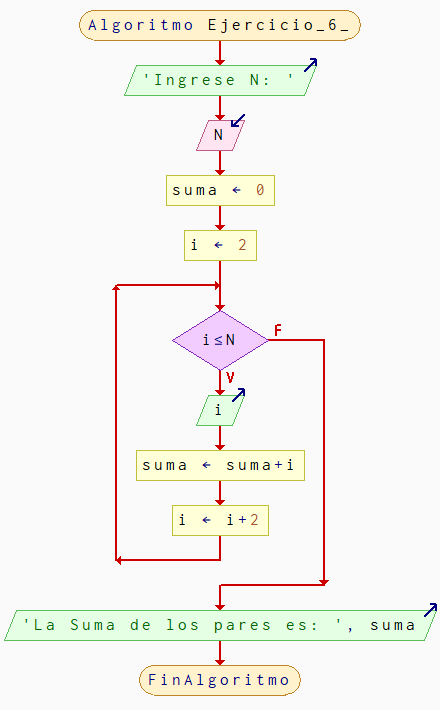 Algoritmo Ejercicio_6_
'Ingrese N: '
N
suma ← 0
i ← 2
i≤N
F
V
i
suma ← suma+i
i ← i+2
'La Suma de los pares es: ', suma
FinAlgoritmo